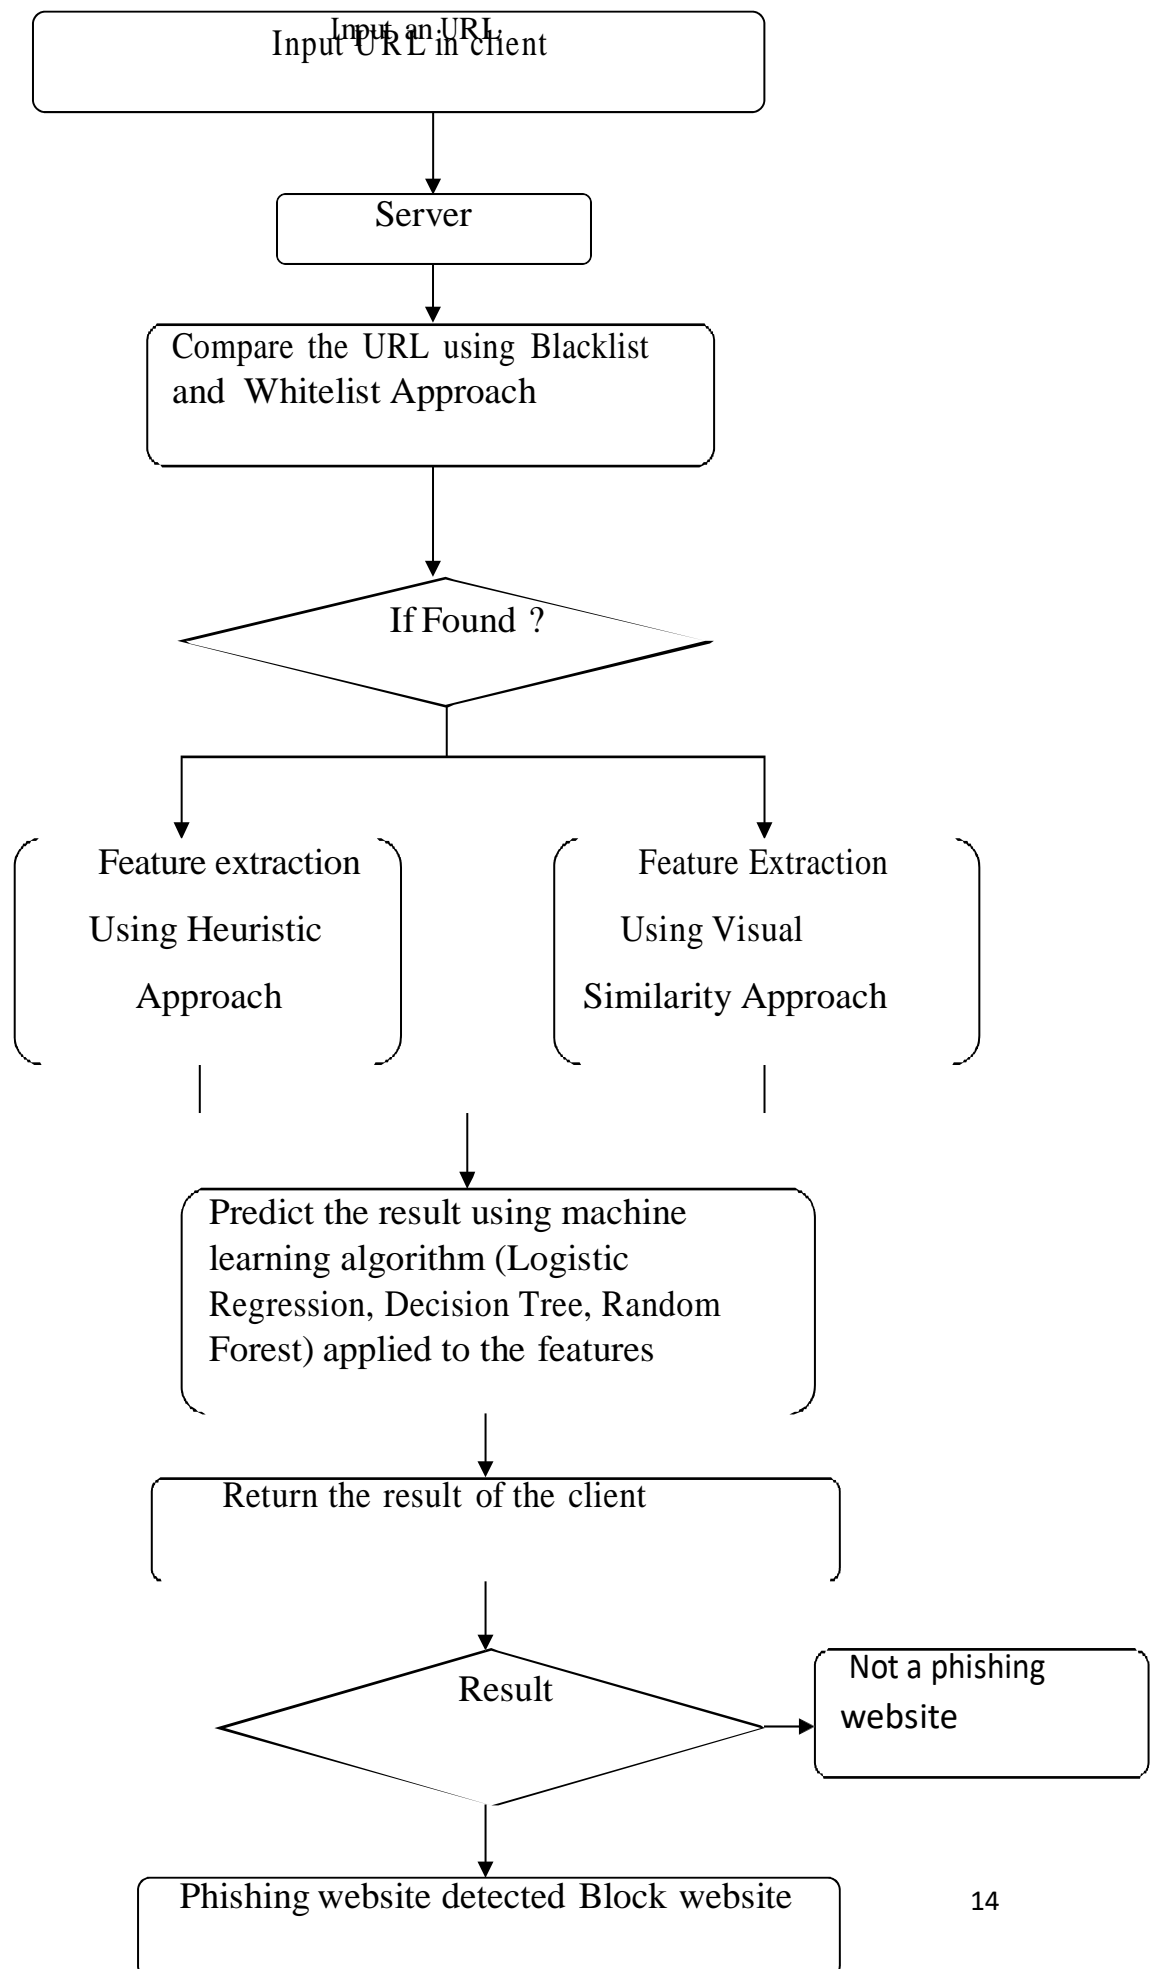 Input an URL
Input URL in client
Server
Compare the URL using Blacklist
and Whitelist Approach
If Found ?
Feature extraction
Using Heuristic
Approach
Feature Extraction
Using Visual
Similarity Approach
Predict the result using machine
learning algorithm (Logistic
Regression, Decision Tree, Random
Forest) applied to the features
Return the result of the client
Result
Not a phishing
website
Phishing website detected Block website
14